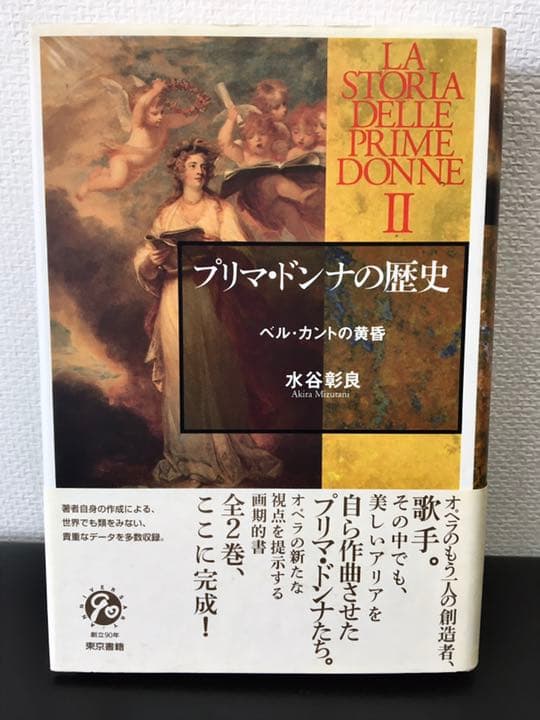 LA
STORIA
DELLE
PRIME
DONNE
II
プリマ・ドンナの歴史
ベル・カントの黄昏
水谷彰良
Akira Mizutani
オペラのもう一人の創造者、
歌手。
その中でも、
美しいアリアを
自ら作曲させた
プリマ・ドンナたち。
オペラの新たな
視点を提示する
画期的書
全2巻、
ここに完成!
著者自身の作成による、
世界でも類をみない、
貴重なデータを多数収録。
ANNIVERSARY
90
創立90年
東京書籍